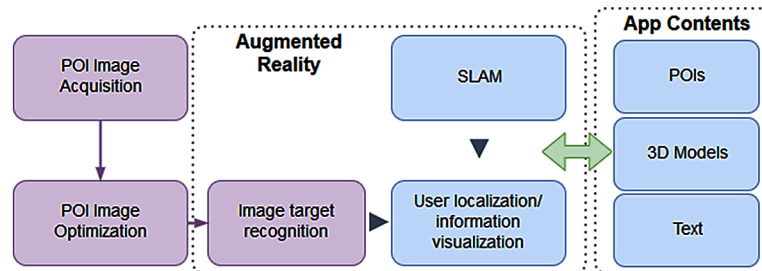 POI Image
Acquisition
Augmented
Reality
SLAM
App Contents
POIs
3D Models
Text
POI Image
Optimization
Image target
recognition
User localization/
information
visualization